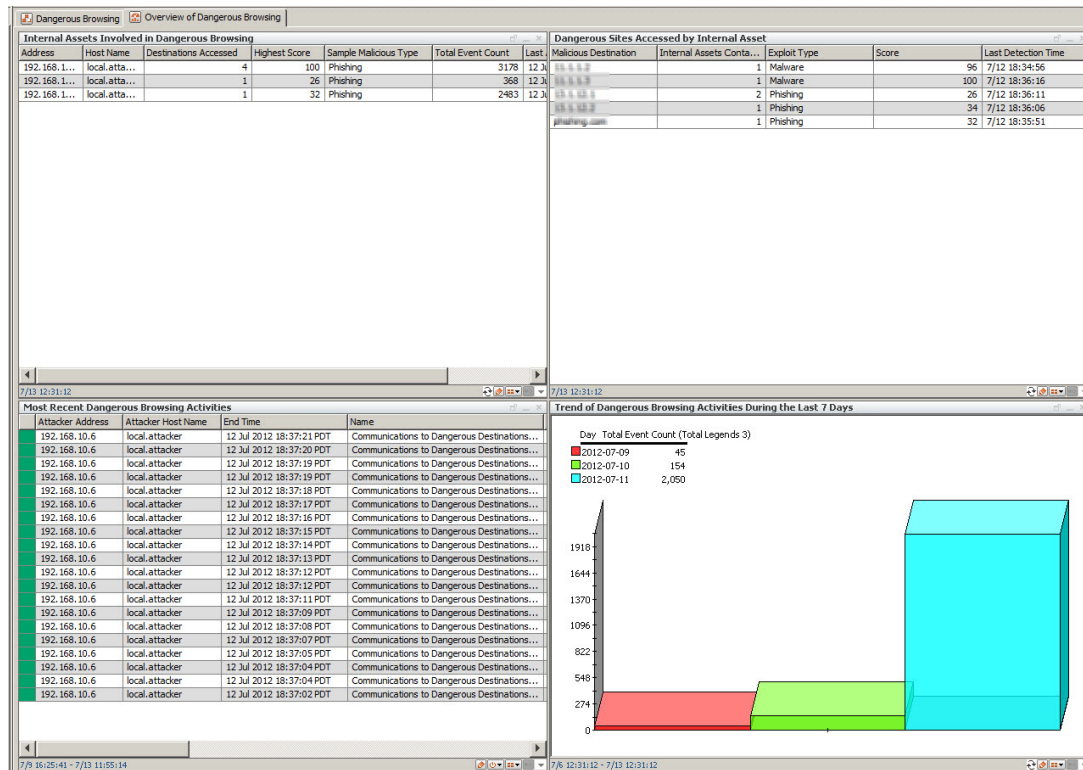 Dangerous Browsing Overview of Dangerous Browsing
Internal Assets Involved in Dangerous Browsing
Address Host Name Destinations Accessed Highest Score Sample Malicious Type Total Event Count Last
192.168.1... local.atta... 4 100 Phishing 3178 12 Ju
192.168.1... local.atta... 1 26 Phishing 368 12 Ju
192.168.1... local.atta... 1 32 Phishing 2483 12 Ju
7/13 12:31:12
Dangerous Sites Accessed by Internal Asset
Malicious Destination Internal Assets Conta... Exploit Type Score Last Detection Time
1 Malware 96 7/12 18:34:56
1 Malware 100 7/12 18:36:16
2 Phishing 26 7/12 18:36:11
1 Phishing 34 7/12 18:36:06
1 Phishing 32 7/12 18:35:51
7/13 12:31:12
Most Recent Dangerous Browsing Activities
Attacker Address Attacker Host Name End Time Name
192.168.10.6 local.attacker 12 Jul 2012 18:37:21 PDT Communications to Dangerous Destinations...
192.168.10.6 local.attacker 12 Jul 2012 18:37:20 PDT Communications to Dangerous Destinations...
192.168.10.6 local.attacker 12 Jul 2012 18:37:19 PDT Communications to Dangerous Destinations...
192.168.10.6 local.attacker 12 Jul 2012 18:37:19 PDT Communications to Dangerous Destinations...
192.168.10.6 local.attacker 12 Jul 2012 18:37:18 PDT Communications to Dangerous Destinations...
192.168.10.6 local.attacker 12 Jul 2012 18:37:17 PDT Communications to Dangerous Destinations...
192.168.10.6 local.attacker 12 Jul 2012 18:37:16 PDT Communications to Dangerous Destinations...
192.168.10.6 local.attacker 12 Jul 2012 18:37:15 PDT Communications to Dangerous Destinations...
192.168.10.6 local.attacker 12 Jul 2012 18:37:14 PDT Communications to Dangerous Destinations...
192.168.10.6 local.attacker 12 Jul 2012 18:37:13 PDT Communications to Dangerous Destinations...
192.168.10.6 local.attacker 12 Jul 2012 18:37:12 PDT Communications to Dangerous Destinations...
192.168.10.6 local.attacker 12 Jul 2012 18:37:12 PDT Communications to Dangerous Destinations...
192.168.10.6 local.attacker 12 Jul 2012 18:37:11 PDT Communications to Dangerous Destinations...
192.168.10.6 local.attacker 12 Jul 2012 18:37:09 PDT Communications to Dangerous Destinations...
192.168.10.6 local.attacker 12 Jul 2012 18:37:08 PDT Communications to Dangerous Destinations...
192.168.10.6 local.attacker 12 Jul 2012 18:37:07 PDT Communications to Dangerous Destinations...
192.168.10.6 local.attacker 12 Jul 2012 18:37:05 PDT Communications to Dangerous Destinations...
192.168.10.6 local.attacker 12 Jul 2012 18:37:04 PDT Communications to Dangerous Destinations...
192.168.10.6 local.attacker 12 Jul 2012 18:37:04 PDT Communications to Dangerous Destinations...
192.168.10.6 local.attacker 12 Jul 2012 18:37:02 PDT Communications to Dangerous Destinations...
7/9 16:25:41 - 7/13 11:55:14
Trend of Dangerous Browsing Activities During the Last 7 Days
Day Total Event Count (Total Legends 3)
2012-07-09 45
2012-07-10 154
2012-07-11 2,050
1918
1644
1370
1096
822
548
274
0
7/6 12:31:12 - 7/13 12:31:12